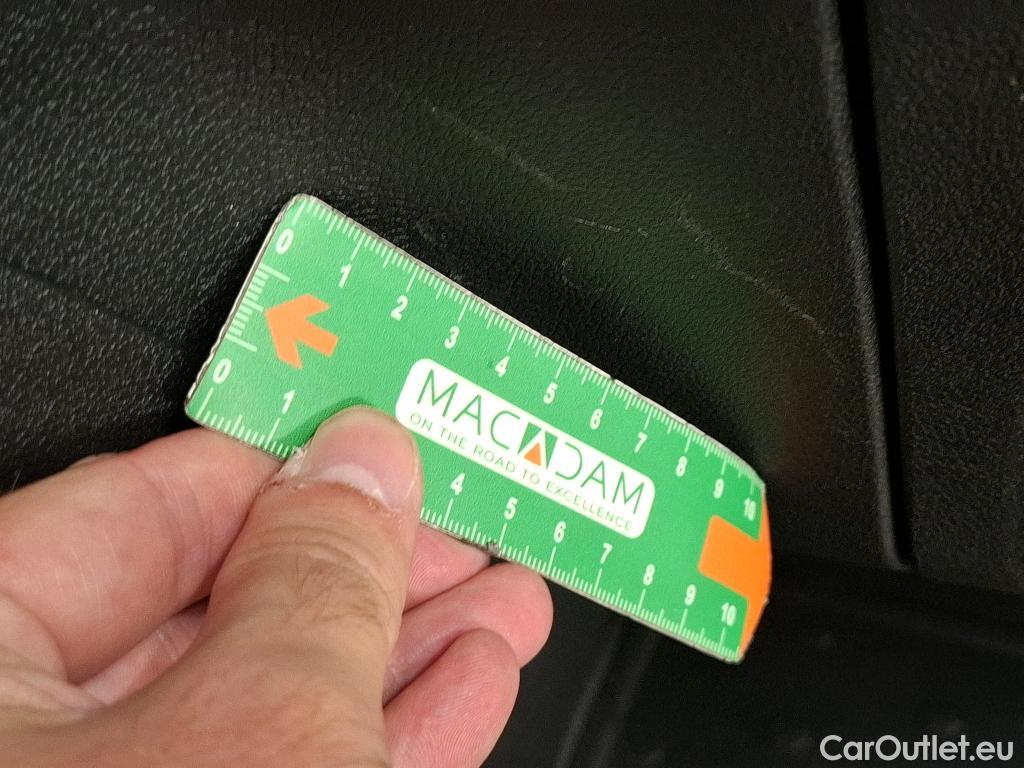 0 1 2 3 4 5 6 7 8 9 10
MACADAM
ON THE ROAD TO EXCELLENCE
0 1 4 5 6 7 8 9 10
CarOutlet.eu